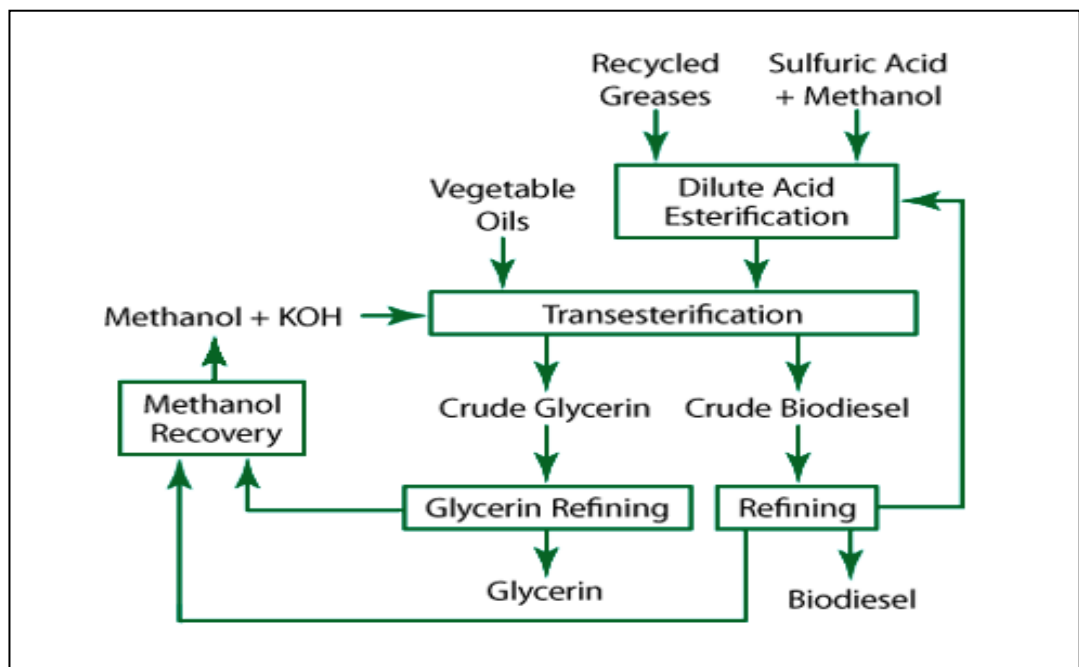 Recycled
Greases
Sulfuric Acid
+ Methanol
Dilute Acid
Esterification
Vegetable
Oils
Methanol + KOH
Transesterification
Methanol
Recovery
Crude Glycerin
Crude Biodiesel
Glycerin Refining
Refining
Glycerin
Biodiesel